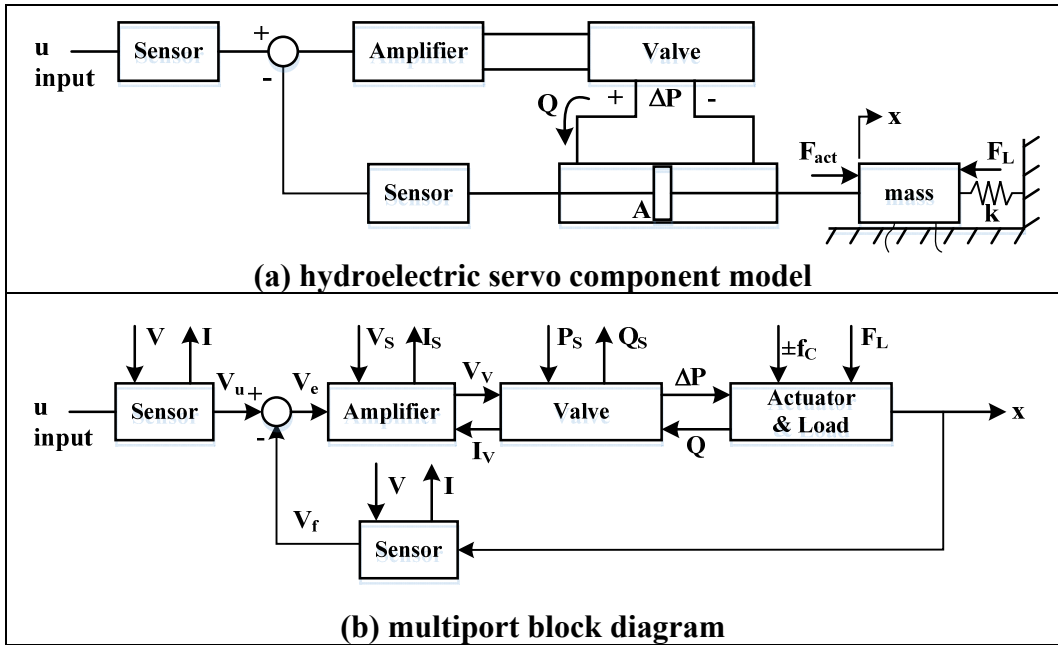 u
input
Sensor
+
-
Amplifier
Valve
Q
+ ΔP -
x
F_act
F_L
Sensor
A
mass
k
(a) hydroelectric servo component model
V I
V_S I_S
P_S Q_S
±f_C F_L
u
input
Sensor
V_u +
-
V_e
Amplifier
V_V
I_V
Valve
ΔP
Q
Actuator
& Load
x
V I
V_f
Sensor
(b) multiport block diagram